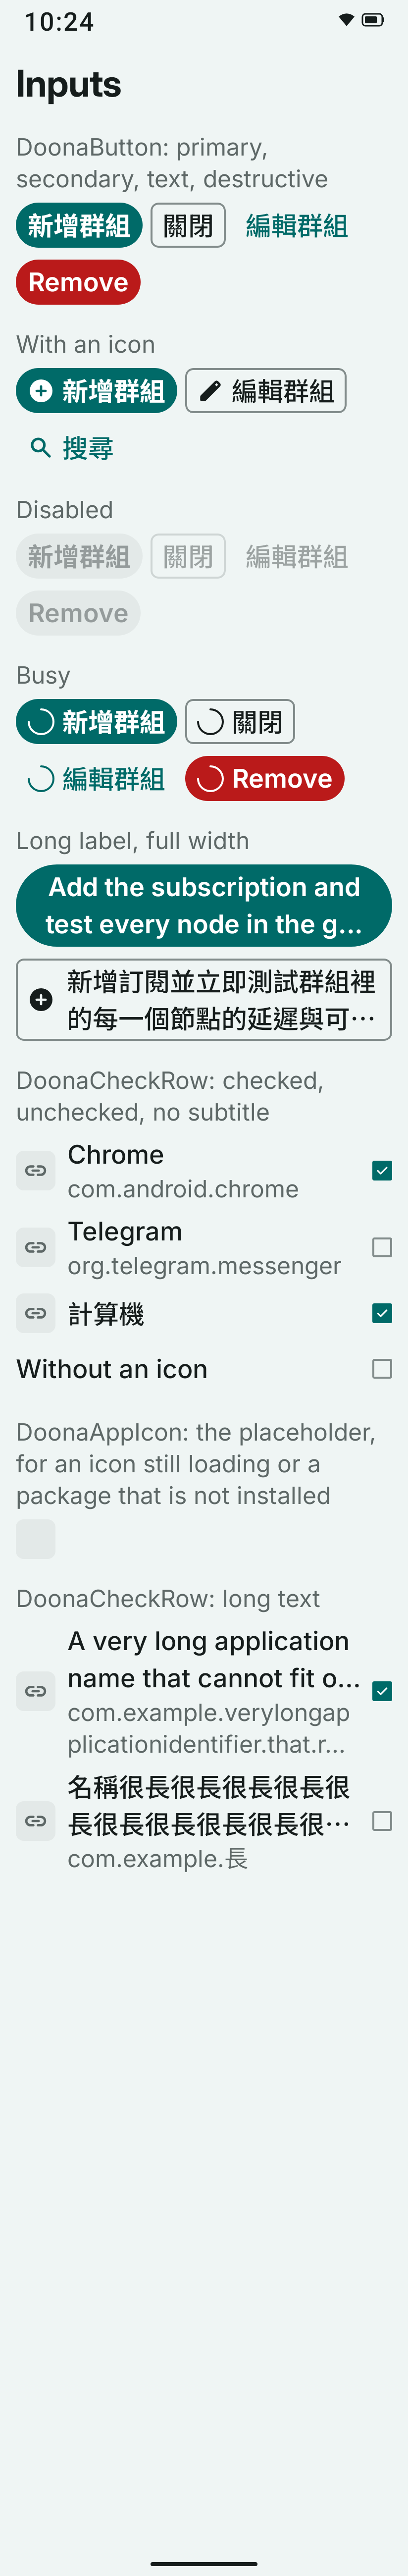 10:24
Inputs
DoonaButton: primary,
secondary, text, destructive
新增群組 關閉 編輯群組
Remove
With an icon
新增群組 編輯群組
搜尋
Disabled
新增群組 關閉 編輯群組
Remove
Busy
新增群組 關閉
編輯群組 Remove
Long label, full width
Add the subscription and
test every node in the g...
新增訂閱並立即測試群組裡
的每一個節點的延遲與可⋯
DoonaCheckRow: checked,
unchecked, no subtitle
Chrome
com.android.chrome
Telegram
org.telegram.messenger
計算機
Without an icon
DoonaAppIcon: the placeholder,
for an icon still loading or a
package that is not installed
DoonaCheckRow: long text
A very long application
name that cannot fit o...
com.example.verylongap
plicationidentifier.that.r...
名稱很長很長很長很長很
長很長很長很長很長很⋯
com.example.長